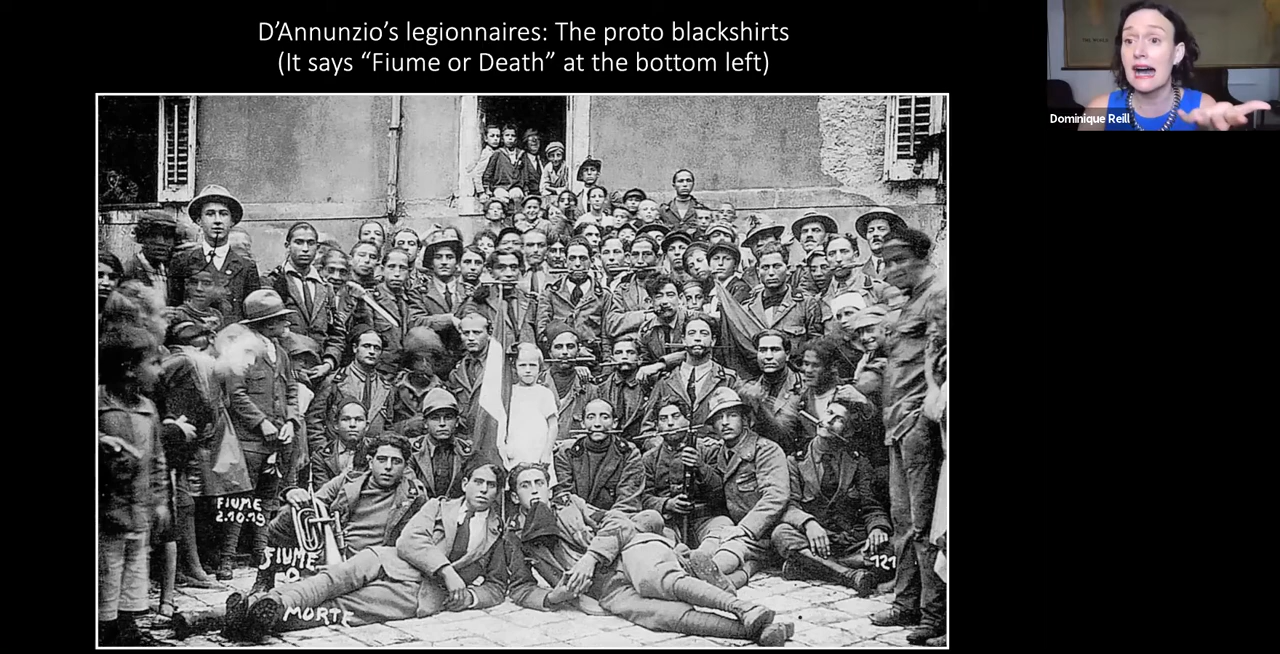 D’Annunzio’s legionnaires: The proto blackshirts
(It says “Fiume or Death” at the bottom left)
Dominique Reill
FIUME
2.10.19
FIUME
O
MORTE
121